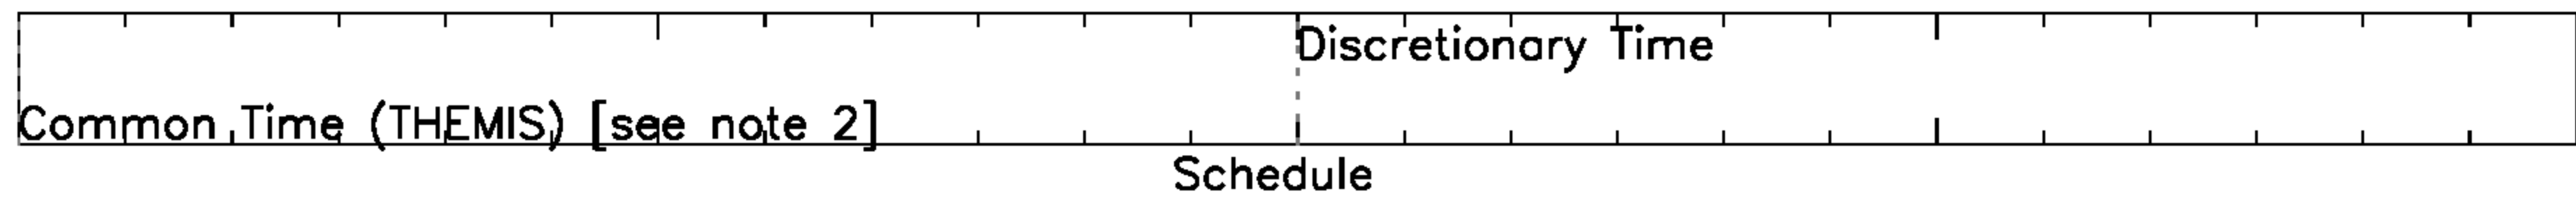 Discretionary Time
Common Time (THEMIS) [see note 2]
Schedule